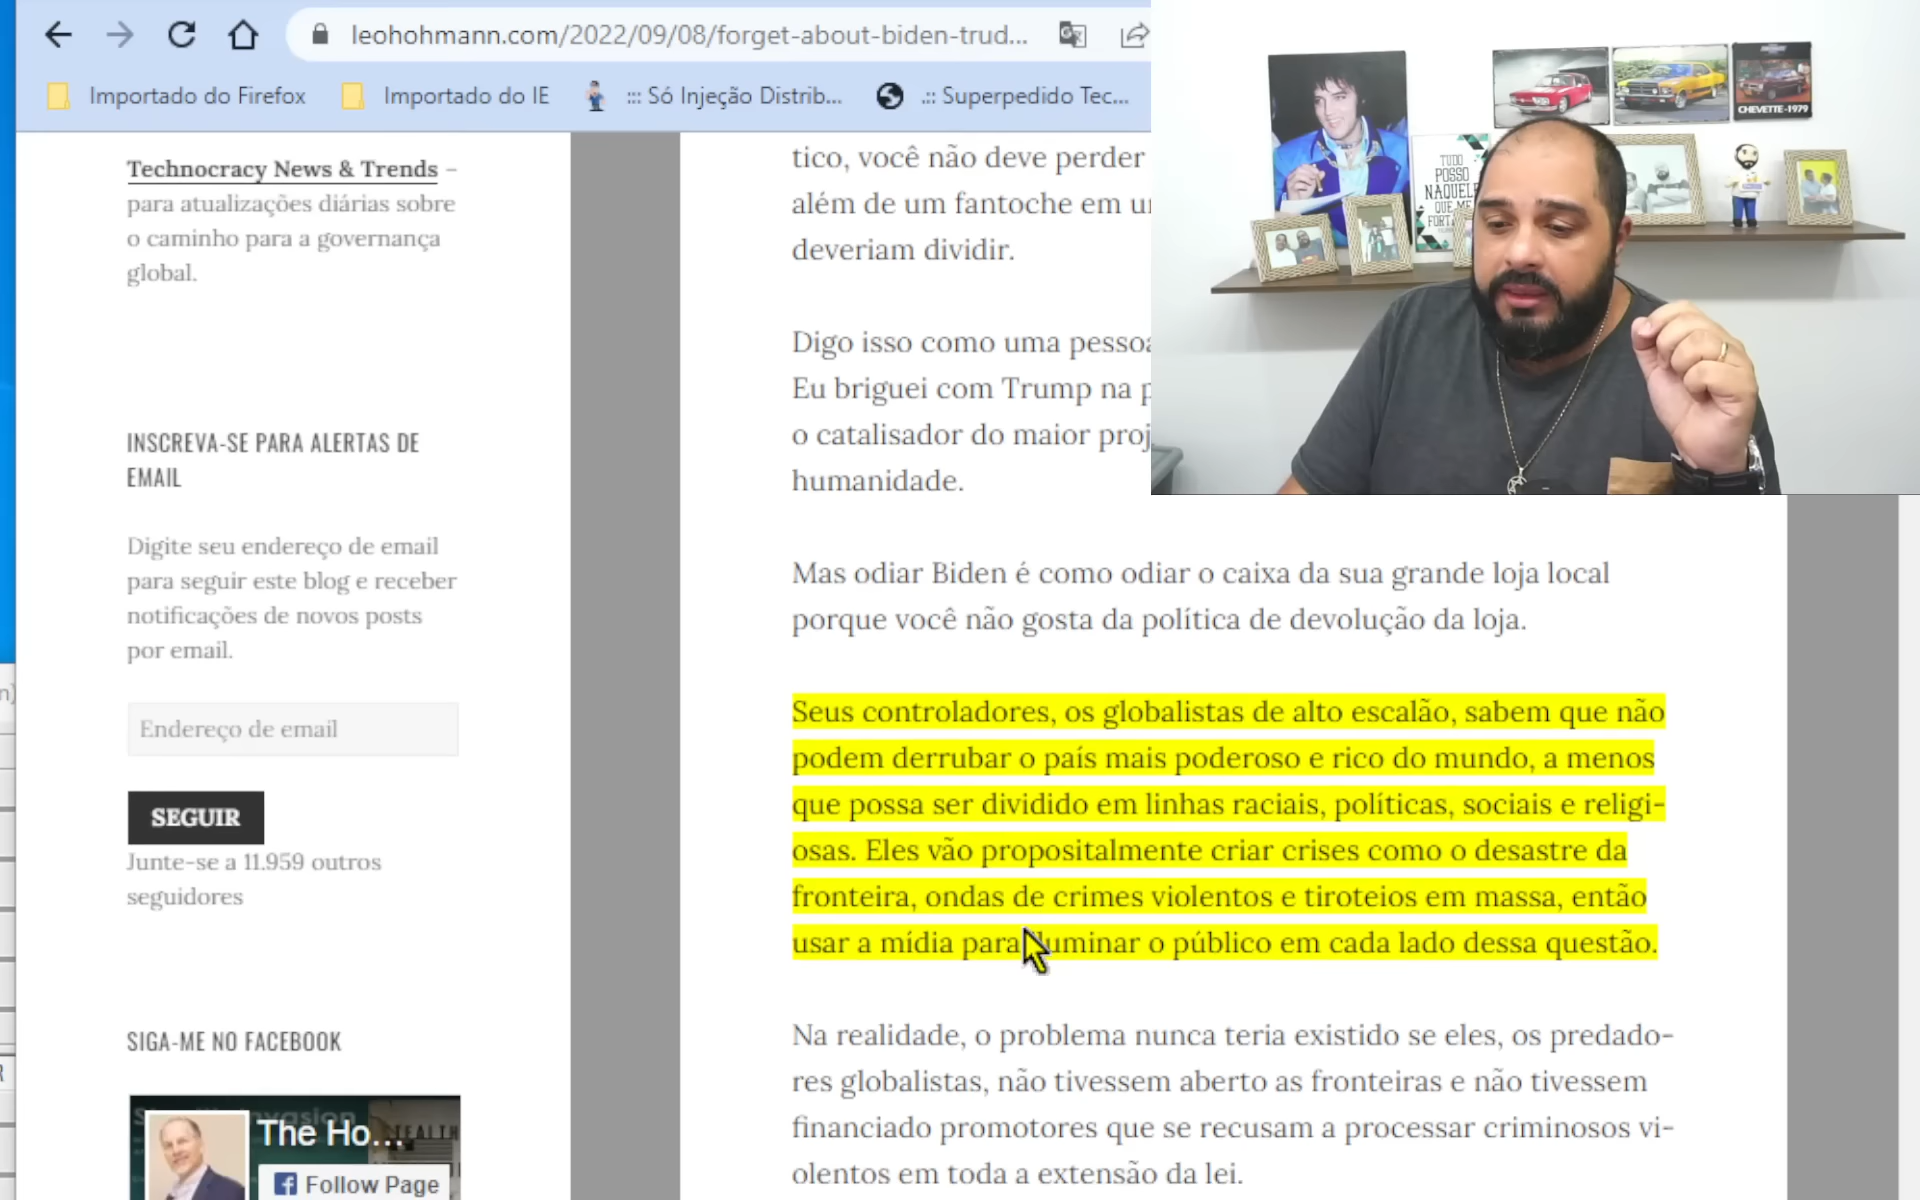 leohohmann.com/2022/09/08/forget-about-biden-trud...
Importado do Firefox
Importado do IE
::: Só Injeção Distrib...
.:: Superpedido Tec...
Technocracy News & Trends –
para atualizações diárias sobre
o caminho para a governança
global.
INSCREVA-SE PARA ALERTAS DE
EMAIL
Digite seu endereço de email
para seguir este blog e receber
notificações de novos posts
por email.
Endereço de email
SEGUIR
Junte-se a 11.959 outros
seguidores
SIGA-ME NO FACEBOOK
The Ho...
Follow Page
tico, você não deve perder
além de um fantoche em
deveriam dividir.
Digo isso como uma pessoa
Eu briguei com Trump na
o catalisador do maior
humanidade.
Mas odiar Biden é como odiar o caixa da sua grande loja local
porque você não gosta da política de devolução da loja.
Seus controladores, os globalistas de alto escalão, sabem que não
podem derrubar o país mais poderoso e rico do mundo, a menos
que possa ser dividido em linhas raciais, políticas, sociais e religi-
osas. Eles vão propositalmente criar crises como o desastre da
fronteira, ondas de crimes violentos e tiroteios em massa, então
usar a mídia para o público em cada lado dessa questão.
Na realidade, o problema nunca teria existido se eles, os predado-
res globalistas, não tivessem aberto as fronteiras e não tivessem
financiado promotores que se recusam a processar criminosos vi-
olentos em toda a extensão da lei.
TUDO
POSSO
NAQUELE
QUE ME
CHEVETTE-1979